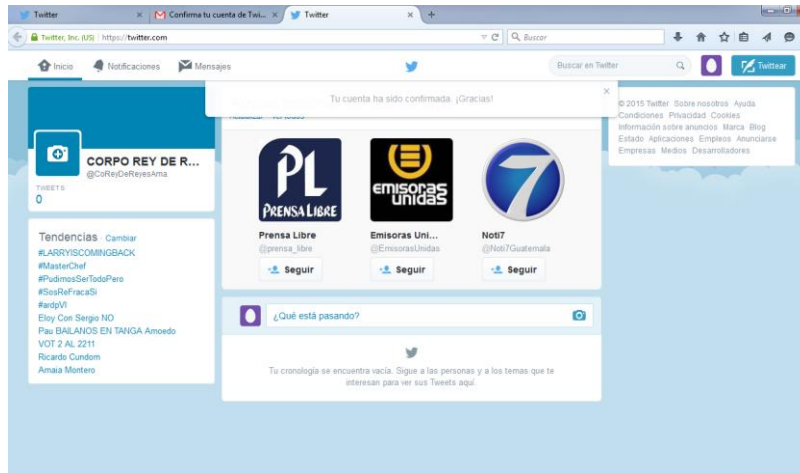 Twitter
Confirma tu cuenta de Twi...
Twitter
Twitter, Inc. (US)
https://twitter.com
Buscar
Inicio
Notificaciones
Mensajes
Buscar en Twitter
Twittear
Tu cuenta ha sido confirmada. ¡Gracias!
CORPO REY DE R...
@CoReyDeReyesAma
TWEETS
0
Tendencias · Cambiar
#LARRYISCOMINGBACK
#MasterChef
#PudimosSerTodoPero
#SosReFracaSi
#ardpVI
Eloy Con Sergio NO
Pau BAILANOS EN TANGA Amoedo
VOT 2 AL 2211
Ricardo Cundom
Amaia Montero
PL
PRENSA LIBRE
Prensa Libre
@prensa_libre
Seguir
emisoras
unidas
Emisoras Uni...
@EmisorasUnidas
Seguir
7
Noti7
@Noti7Guatemala
Seguir
¿Qué está pasando?
Tu cronología se encuentra vacía. Sigue a las personas y a los temas que te
interesan para ver sus Tweets aquí.
© 2015 Twitter Sobre nosotros Ayuda
Condiciones Privacidad Cookies
Información sobre anuncios Marca Blog
Estado Aplicaciones Empleos Anunciarse
Empresas Medios Desarrolladores